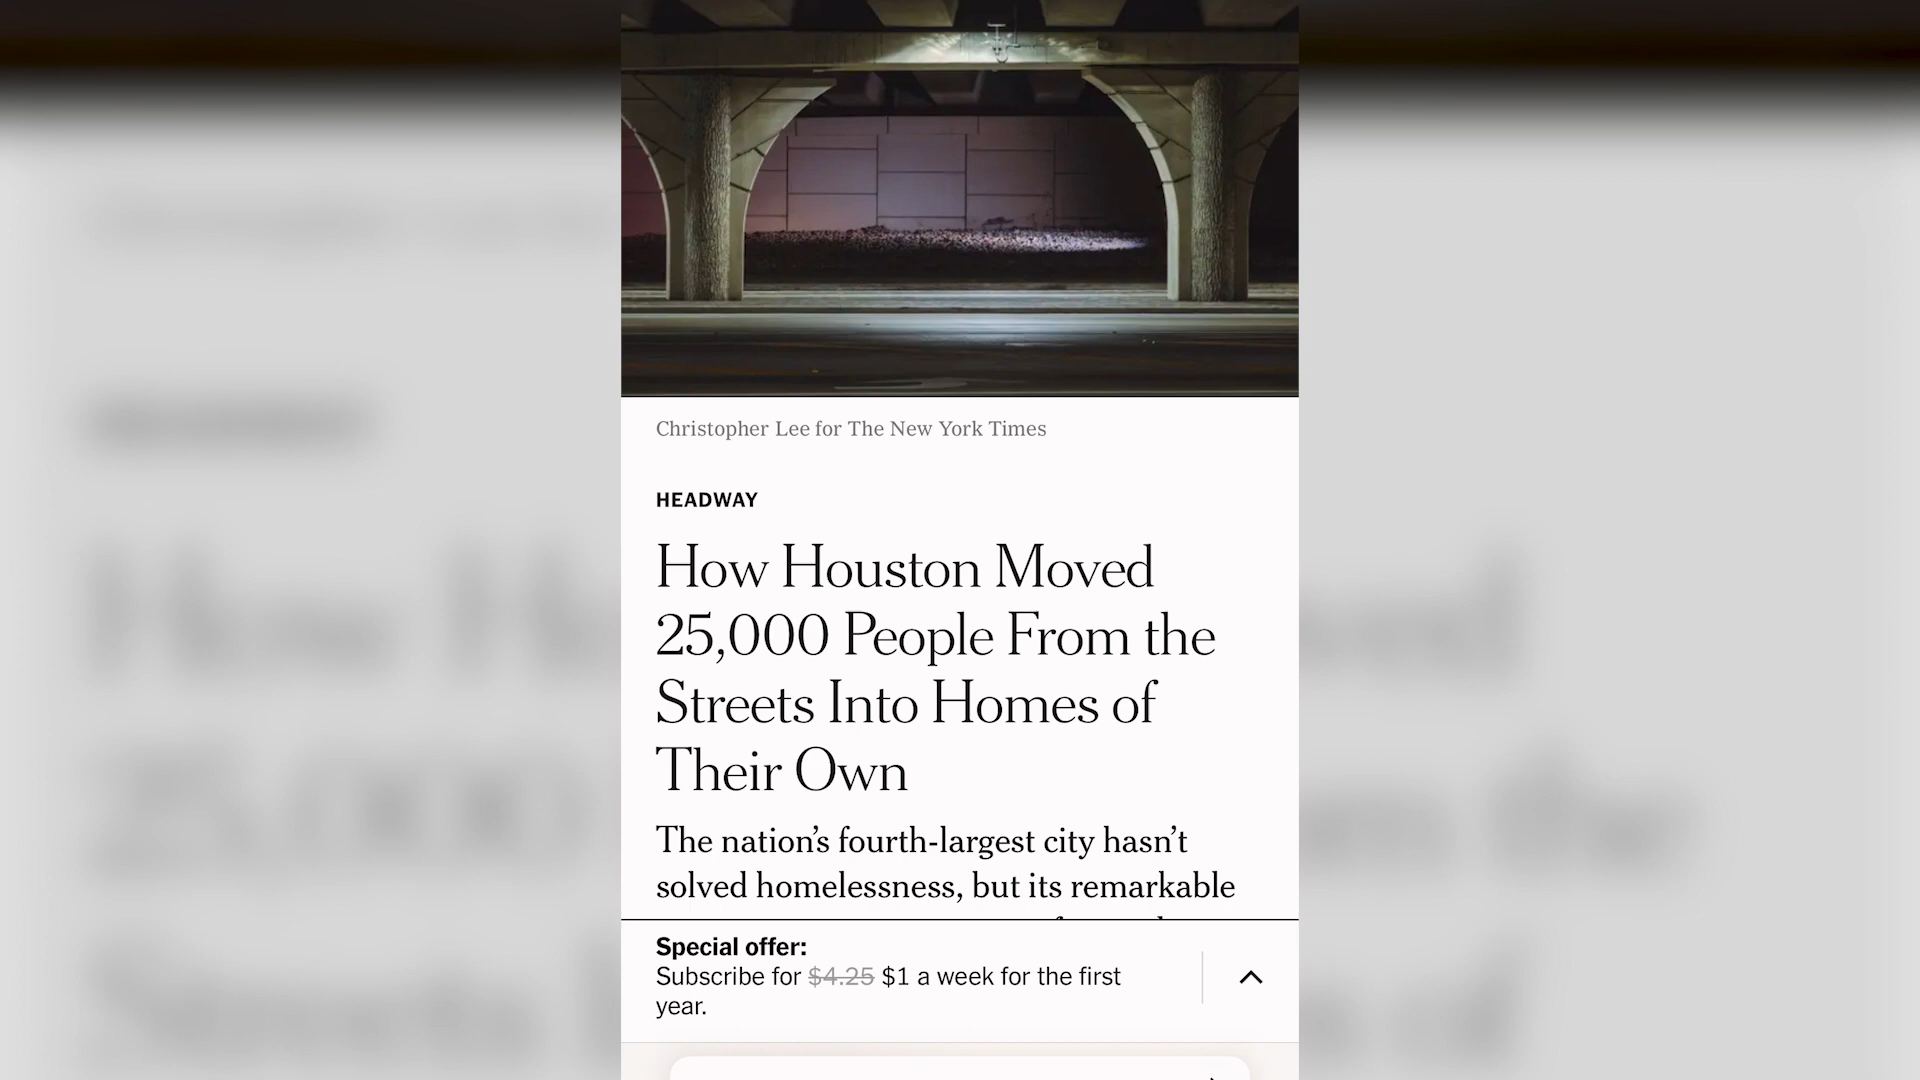 Christopher Lee for The New York Times
HEADWAY
How Houston Moved
25,000 People From the
Streets Into Homes of
Their Own
The nation’s fourth-largest city hasn’t
solved homelessness, but its remarkable
Special offer:
Subscribe for $4.25 $1 a week for the first
year.